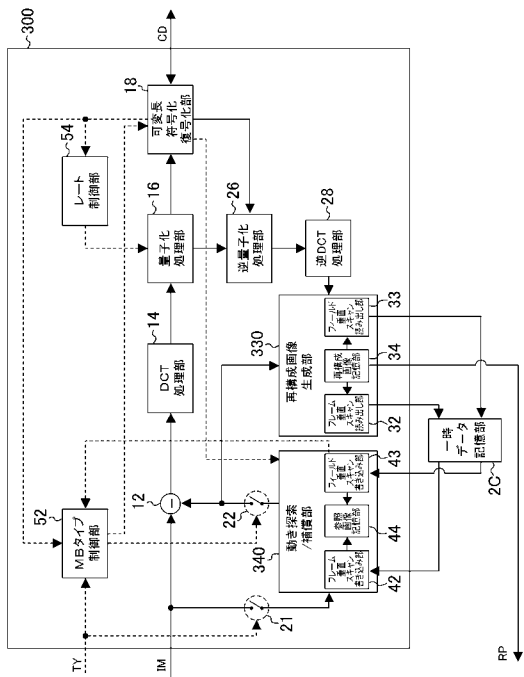 300
CD
18
可変長
符号化
復号化部
54
レート
制御部
16
量子化
処理部
26
逆量子化
処理部
28
逆DCT
処理部
14
DCT
処理部
330
再構成画像
生成部
33
フィールド
垂直
スキャン
読み出し部
34
再構成
画像
記憶部
32
フレーム
垂直
スキャン
読み出し部
一時
データ
記憶部
2C
12
22
52
MBタイプ
制御部
340
動き探索
/補償部
43
フィールド
垂直
スキャン
書き込み部
44
参照
画像
記憶部
42
フレーム
垂直
スキャン
書き込み部
21
TY
IM
RP